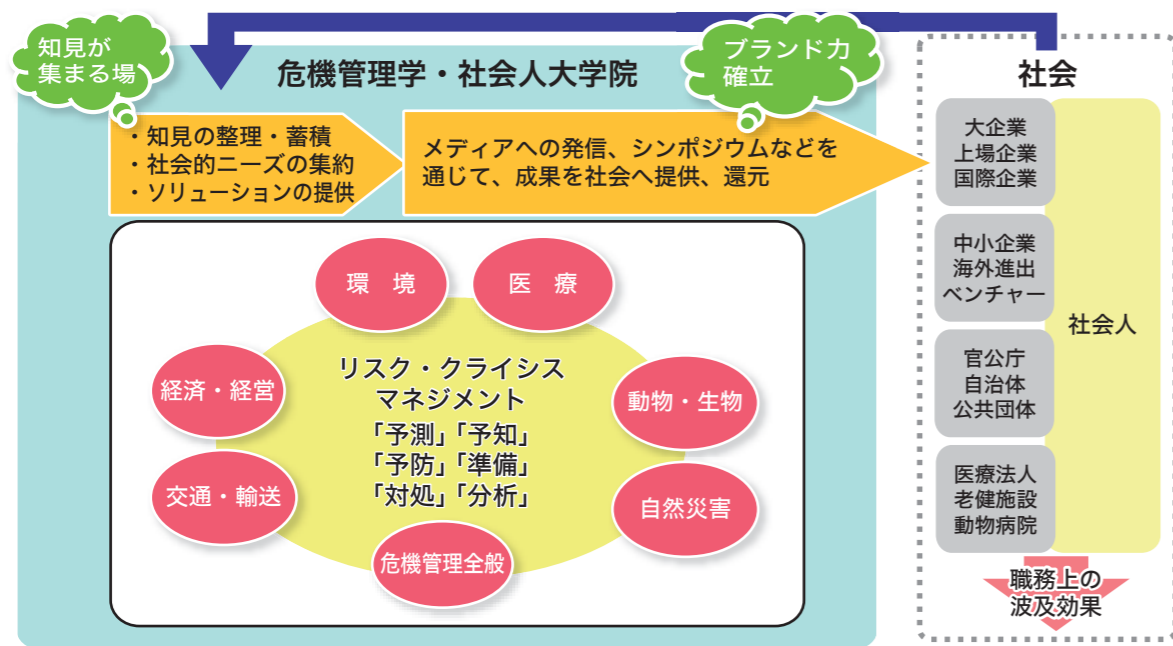 知見が
集まる場
危機管理学・社会人大学院
ブランド力
確立
・知見の整理・蓄積
・社会的ニーズの集約
・ソリューションの提供
メディアへの発信、シンポジウムなどを
通じて、成果を社会へ提供、還元
環　境
医　療
経済・経営
動物・生物
交通・輸送
自然災害
危機管理全般
リスク・クライシス
マネジメント
「予測」「予知」
「予防」「準備」
「対処」「分析」
社会
大企業
上場企業
国際企業
中小企業
海外進出
ベンチャー
官公庁
自治体
公共団体
医療法人
老健施設
動物病院
社会人
職務上の
波及効果